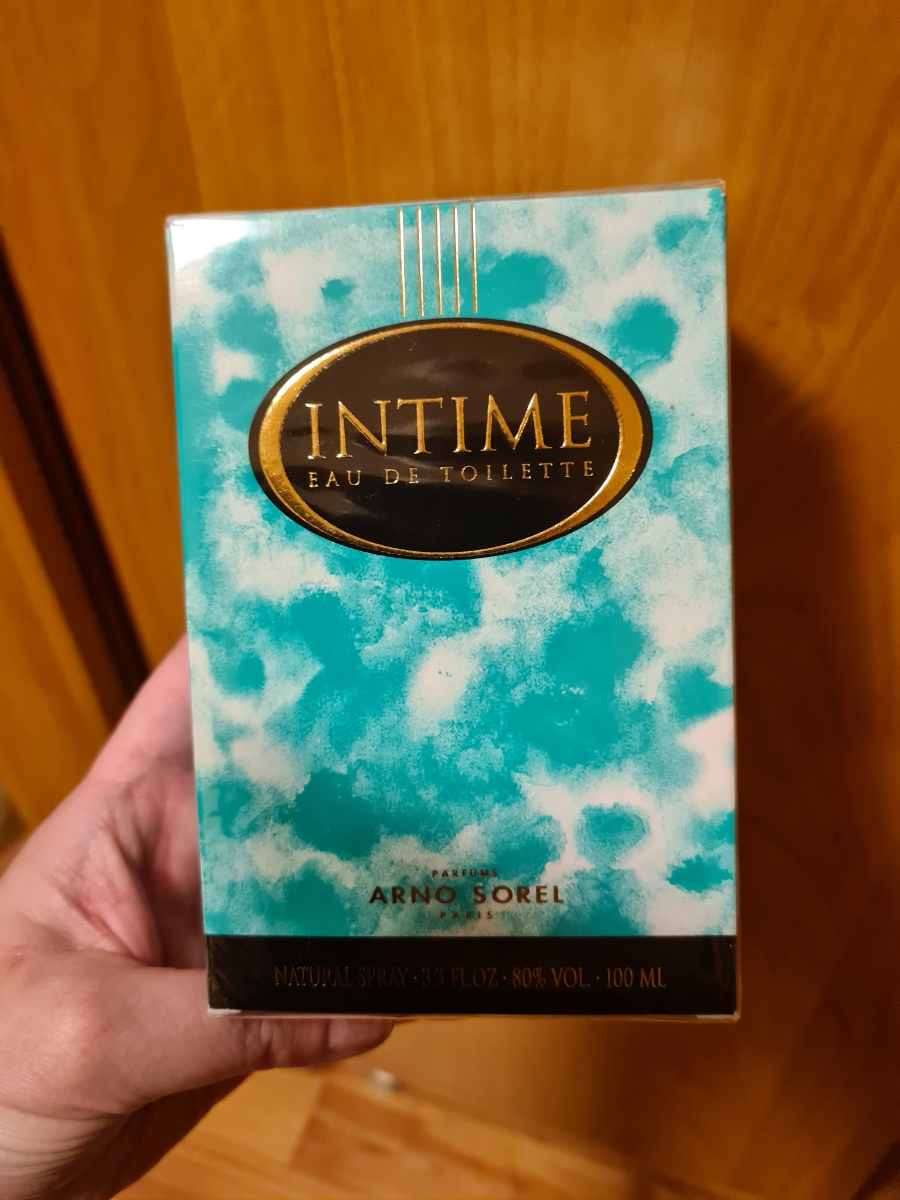 INTIME
EAU DE TOILETTE
PARFUMS
ARNO SOREL
PARIS
NATURAL SPRAY · 3.3 FL.OZ · 80% VOL. · 100 ML